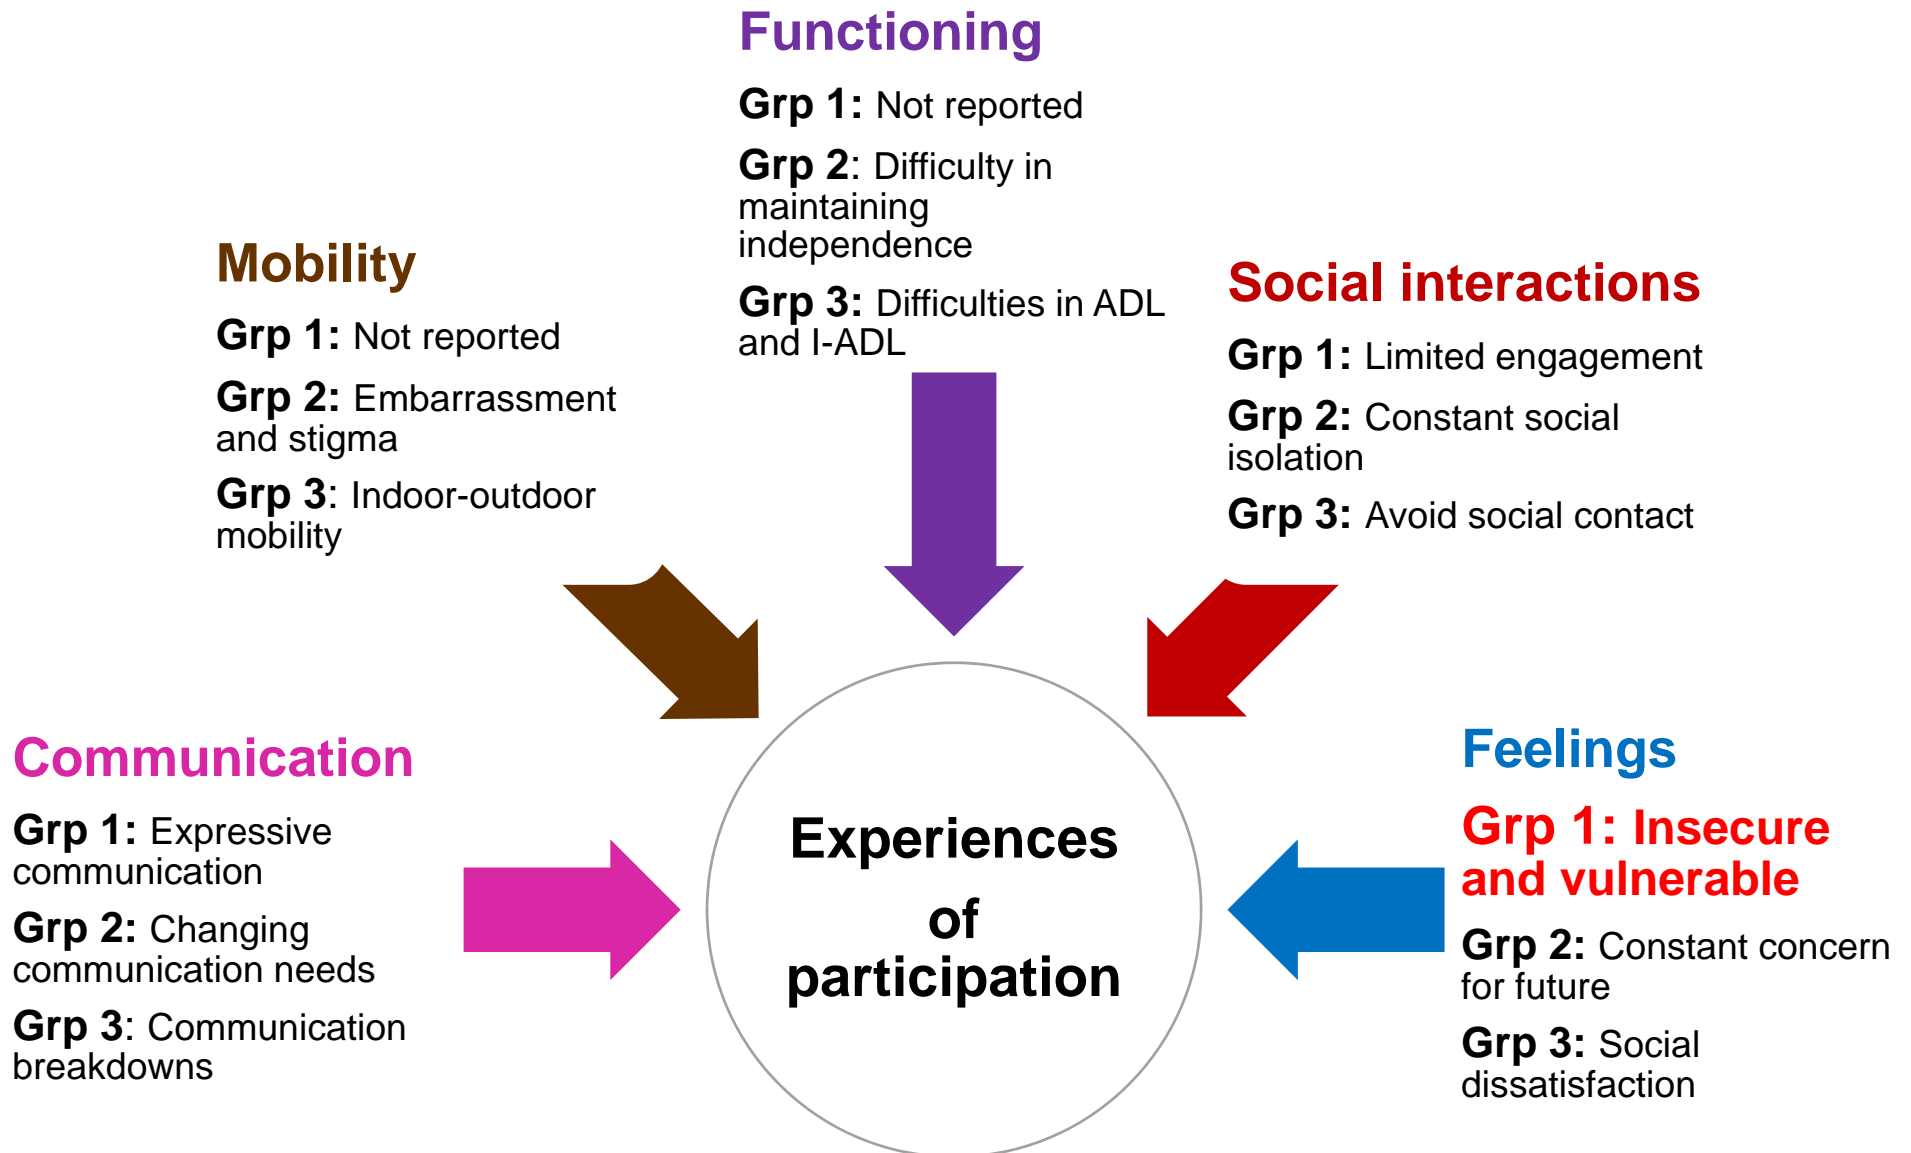 Functioning
Grp 1: Not reported
Grp 2: Difficulty in
maintaining
independence
Grp 3: Difficulties in ADL
and I-ADL
Mobility
Grp 1: Not reported
Grp 2: Embarrassment
and stigma
Grp 3: Indoor-outdoor
mobility
Social interactions
Grp 1: Limited engagement
Grp 2: Constant social
isolation
Grp 3: Avoid social contact
Communication
Grp 1: Expressive
communication
Grp 2: Changing
communication needs
Grp 3: Communication
breakdowns
Experiences
of
participation
Feelings
Grp 1: Insecure
and vulnerable
Grp 2: Constant concern
for future
Grp 3: Social
dissatisfaction